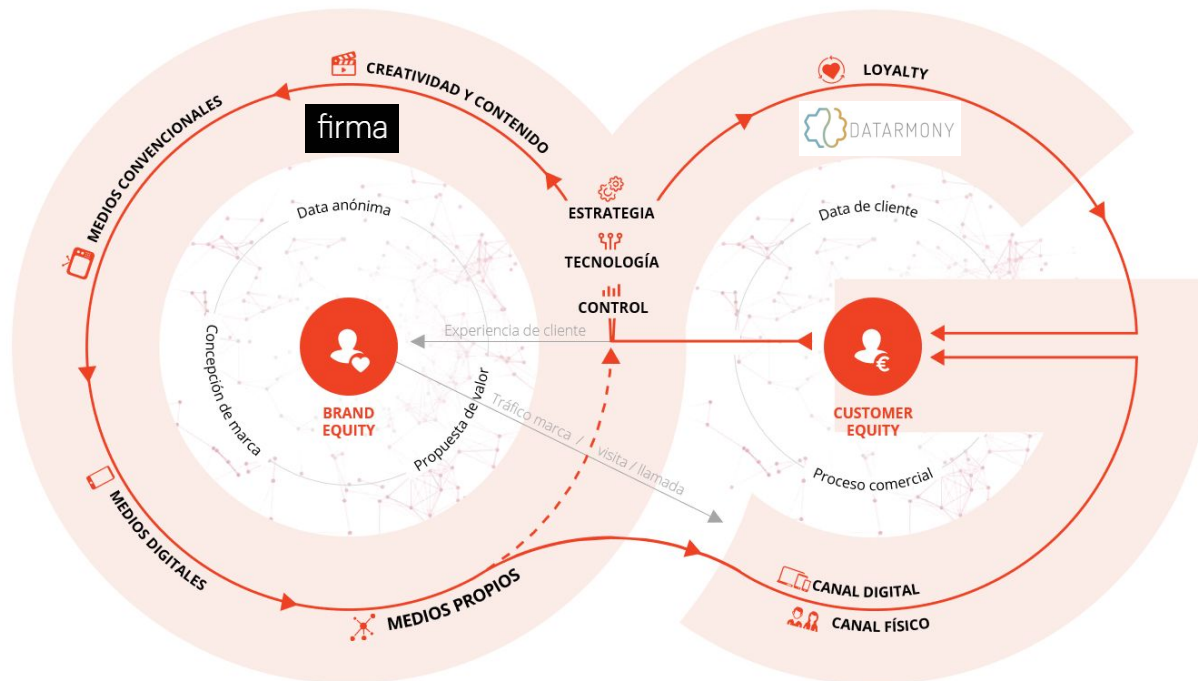 CREATIVIDAD Y CONTENIDO
firma
MEDIOS CONVENCIONALES
LOYALTY
DATARMONY
ESTRATEGIA
TECNOLOGÍA
CONTROL
Data anónima
Concepción de marca
Propuesta de valor
BRAND
EQUITY
Experiencia de cliente
Tráfico marca / visita / llamada
Data de cliente
€
CUSTOMER
EQUITY
Proceso comercial
MEDIOS DIGITALES
MEDIOS PROPIOS
CANAL DIGITAL
CANAL FÍSICO